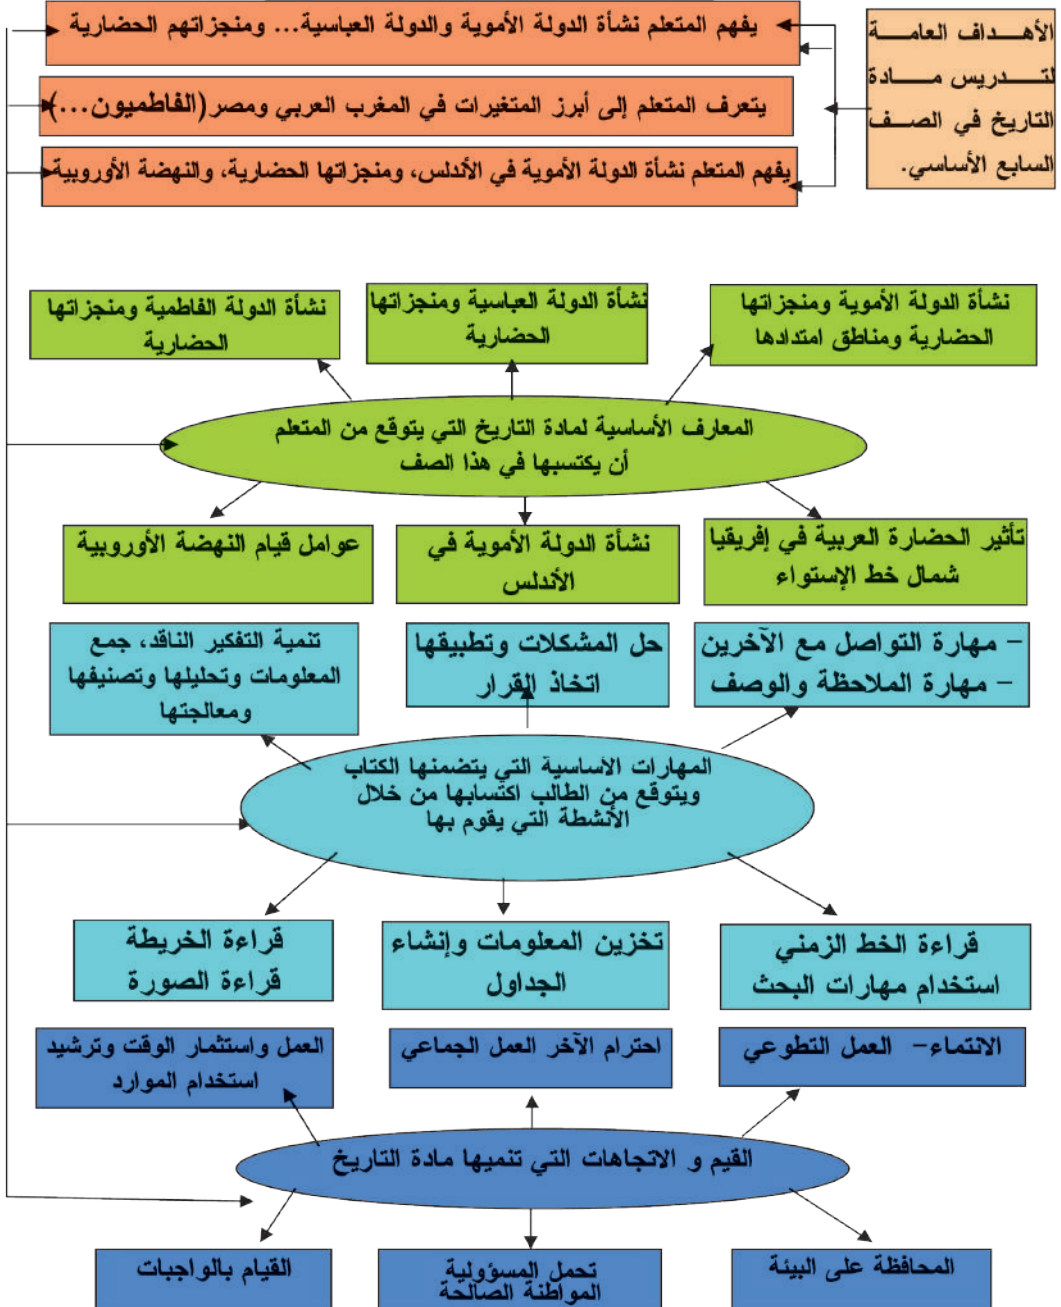 الأهـــداف العامـــة
لتـــدريس مـــادة
التاريخ في الصـف
السابع الأساسي.
يفهم المتعلم نشأة الدولة الأموية والدولة العباسية... ومنجزاتهم الحضارية
يتعرف المتعلم إلى أبرز المتغيرات في المغرب العربي ومصر(الفاطميون...)
يفهم المتعلم نشأة الدولة الأموية في الأندلس، ومنجزاتها الحضارية، والنهضة الأوروبية
نشأة الدولة الأموية ومنجزاتها
الحضارية ومناطق امتدادها
نشأة الدولة العباسية ومنجزاتها
الحضارية
نشأة الدولة الفاطمية ومنجزاتها
الحضارية
المعارف الأساسية لمادة التاريخ التي يتوقع من المتعلم
أن يكتسبها في هذا الصف
تأثير الحضارة العربية في إفريقيا
شمال خط الإستواء
نشأة الدولة الأموية في
الأندلس
عوامل قيام النهضة الأوروبية
– مهارة التواصل مع الآخرين
– مهارة الملاحظة والوصف
حل المشكلات وتطبيقها
اتخاذ القرار
تنمية التفكير الناقد، جمع
المعلومات وتحليلها وتصنيفها
ومعالجتها
المهارات الأساسية التي يتضمنها الكتاب
ويتوقع من الطالب اكتسابها من خلال
الأنشطة التي يقوم بها
قراءة الخط الزمني
استخدام مهارات البحث
تخزين المعلومات وإنشاء
الجداول
قراءة الخريطة
قراءة الصورة
الانتماء– العمل التطوعي
احترام الآخر العمل الجماعي
العمل واستثمار الوقت وترشيد
استخدام الموارد
القيم و الاتجاهات التي تنميها مادة التاريخ
المحافظة على البيئة
تحمل المسؤولية
المواطنة الصالحة
القيام بالواجبات